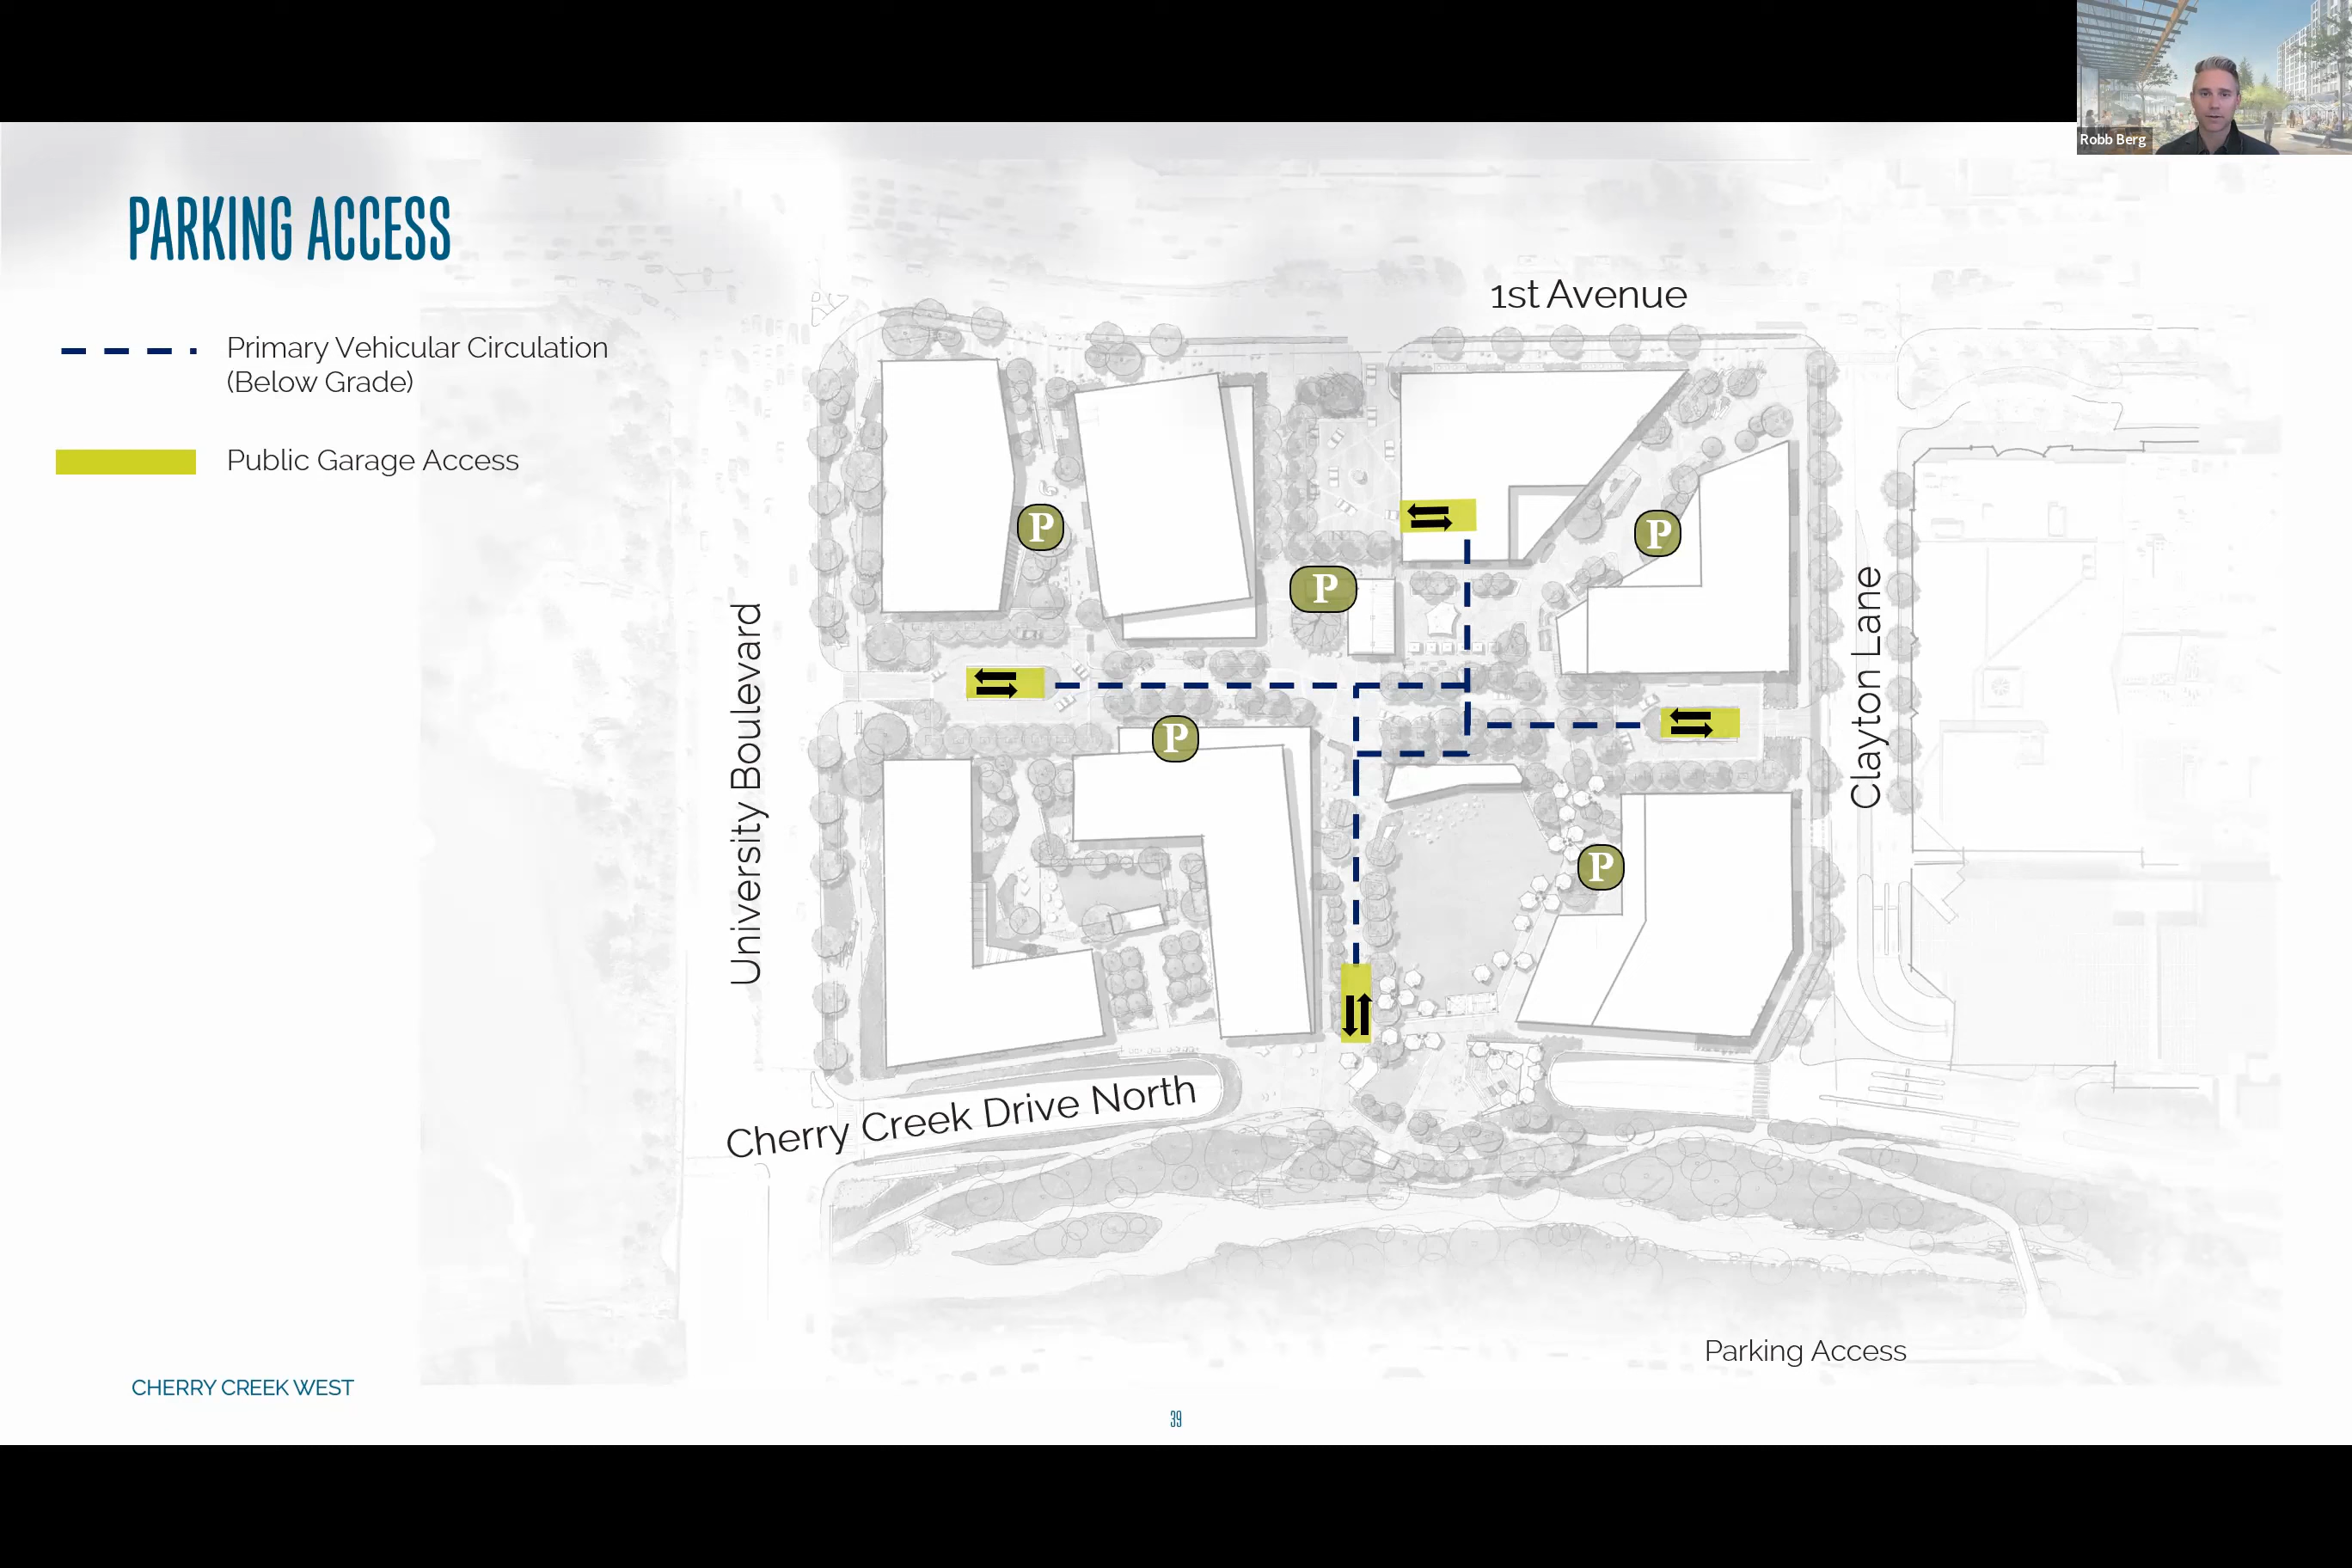 Robb Berg
PARKING ACCESS
Primary Vehicular Circulation
(Below Grade)
Public Garage Access
1st Avenue
P
P
P
P
P
University Boulevard
Clayton Lane
Cherry Creek Drive North
Parking Access
CHERRY CREEK WEST
39